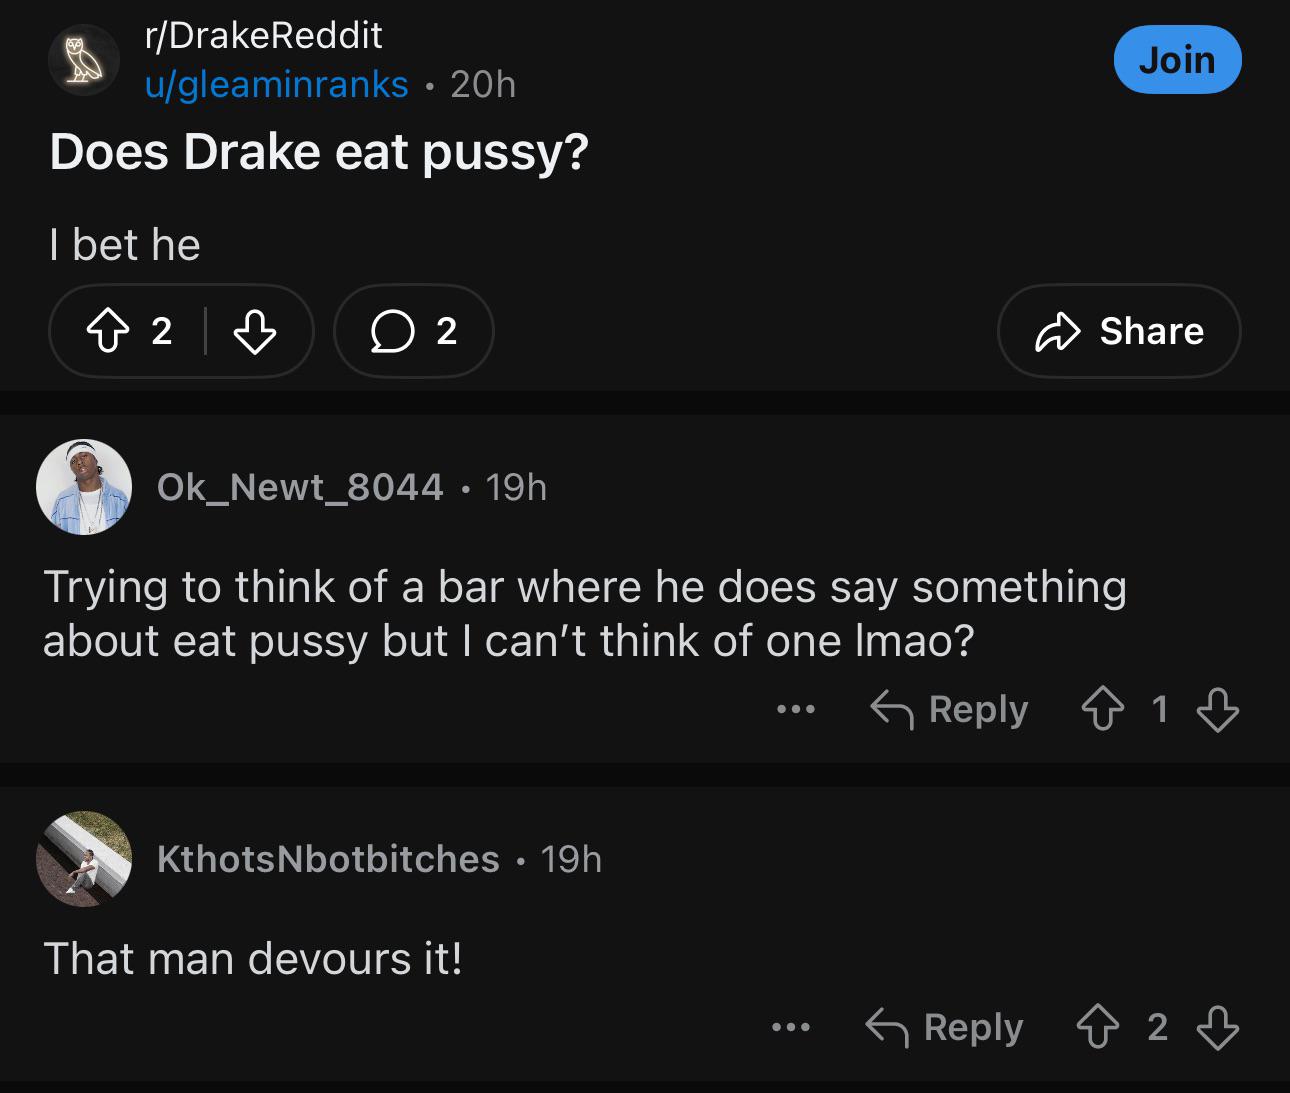 r/DrakeReddit
u/gleaminranks • 20h
Join
Does Drake eat pussy?
I bet he
2
2
Share
Ok_Newt_8044 • 19h
Trying to think of a bar where he does say something
about eat pussy but I can’t think of one lmao?
... Reply 1
KthotsNbotbitches • 19h
That man devours it!
... Reply 2